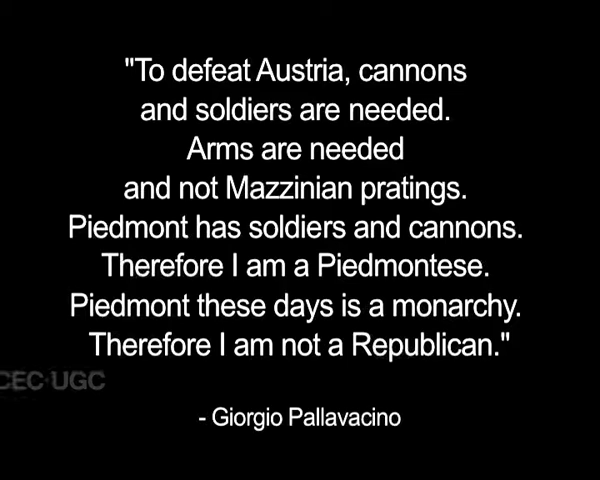 "To defeat Austria, cannons
and soldiers are needed.
Arms are needed
and not Mazzinian pratings.
Piedmont has soldiers and cannons.
Therefore I am a Piedmontese.
Piedmont these days is a monarchy.
Therefore I am not a Republican."
CEC-UGC
- Giorgio Pallavacino